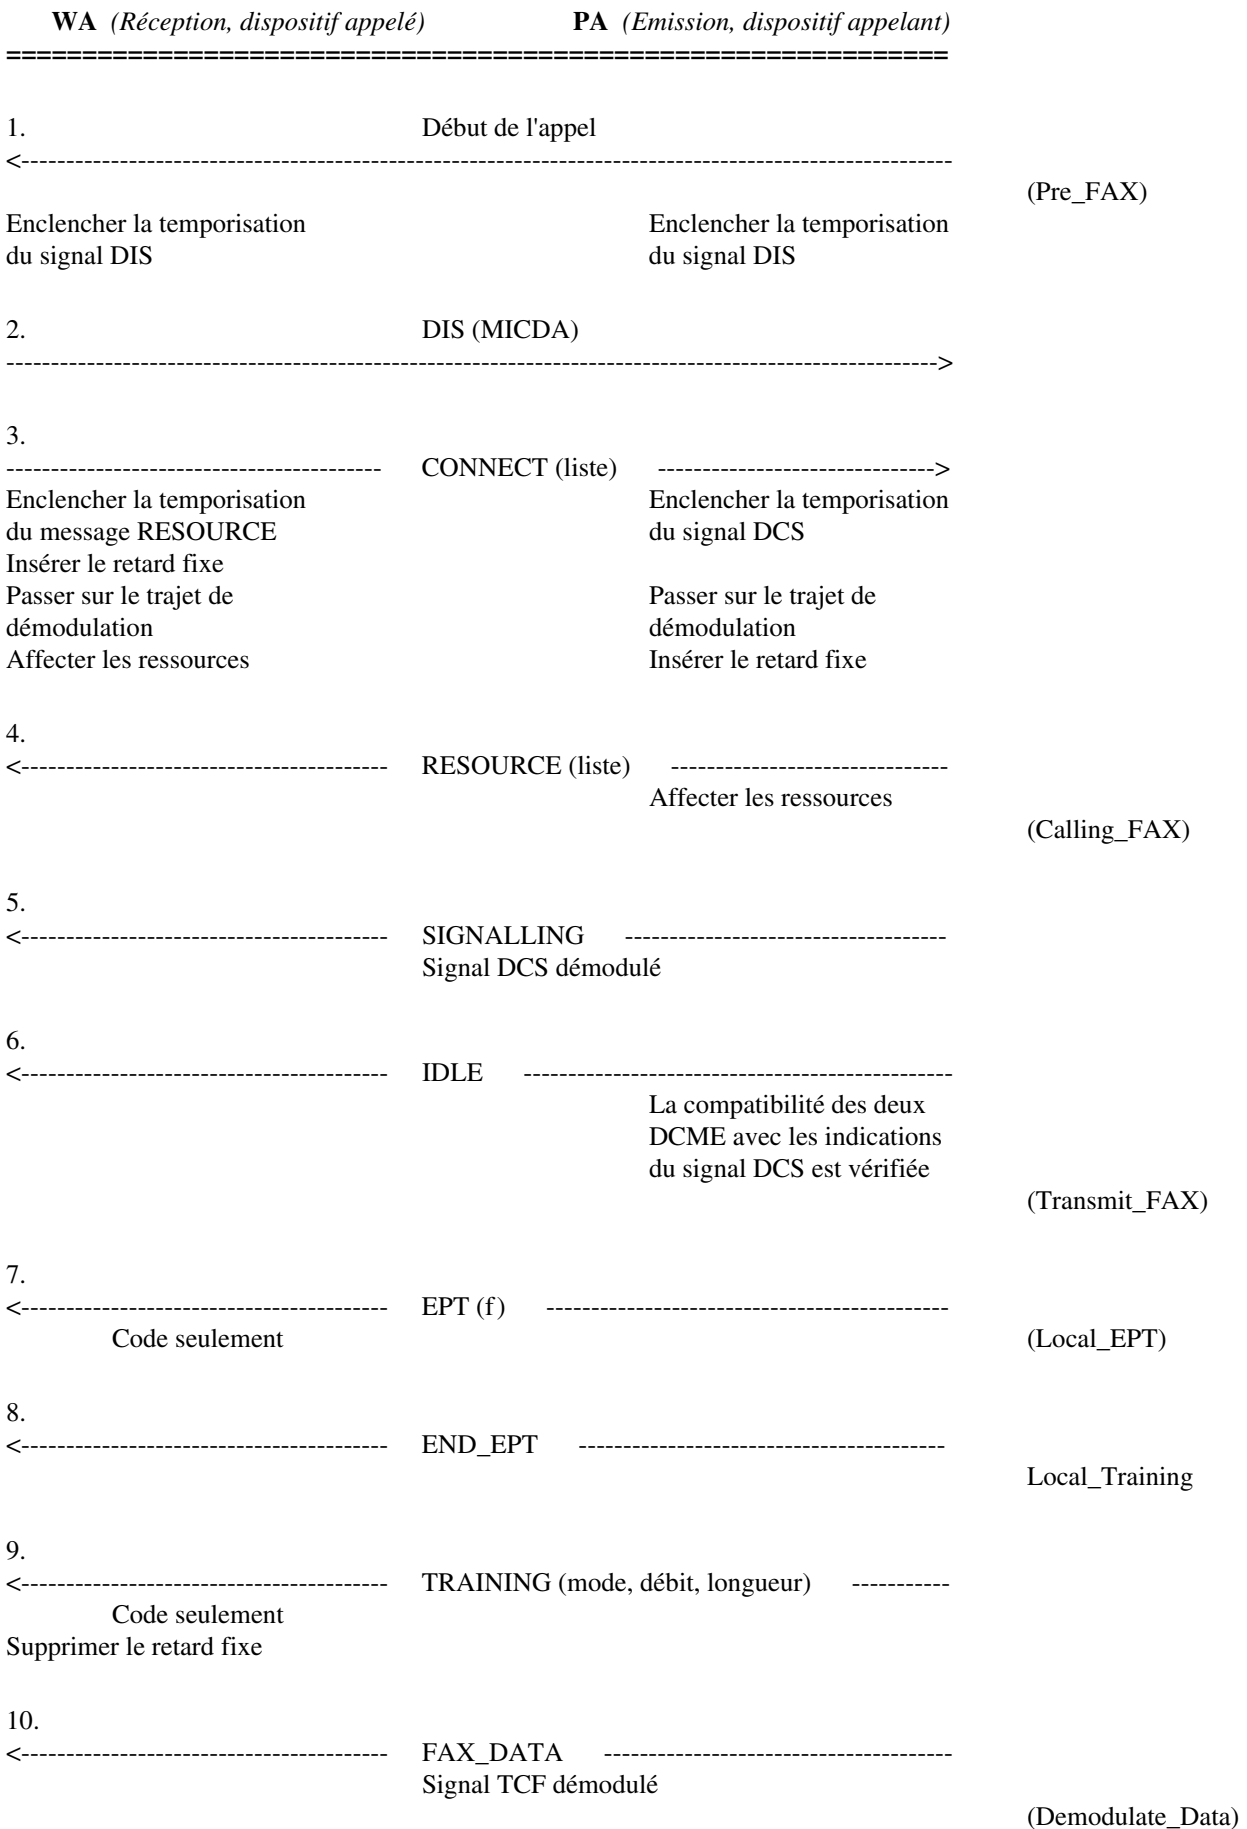 WA (Réception, dispositif appelé) PA (Emission, dispositif appelant)
===============================================================
1. Début de l'appel
<--------------------------------------------------------------------------------------------------------
(Pre_FAX)
Enclencher la temporisation Enclencher la temporisation
du signal DIS du signal DIS
2. DIS (MICDA)
-------------------------------------------------------------------------------------------------------->
3.
------------------------------------------ CONNECT (liste) ------------------------------->
Enclencher la temporisation Enclencher la temporisation
du message RESOURCE du signal DCS
Insérer le retard fixe
Passer sur le trajet de Passer sur le trajet de
démodulation démodulation
Affecter les ressources Insérer le retard fixe
4.
<----------------------------------------- RESOURCE (liste) -------------------------------
Affecter les ressources
(Calling_FAX)
5.
<----------------------------------------- SIGNALLING ------------------------------------
Signal DCS démodulé
6.
<----------------------------------------- IDLE ------------------------------------------------
La compatibilité des deux
DCME avec les indications
du signal DCS est vérifiée
(Transmit_FAX)
7.
<----------------------------------------- EPT (f) ---------------------------------------------
Code seulement (Local_EPT)
8.
<----------------------------------------- END_EPT -----------------------------------------
Local_Training
9.
<----------------------------------------- TRAINING (mode, débit, longueur) -----------
Code seulement
Supprimer le retard fixe
10.
<----------------------------------------- FAX_DATA ---------------------------------------
Signal TCF démodulé
(Demodulate_Data)